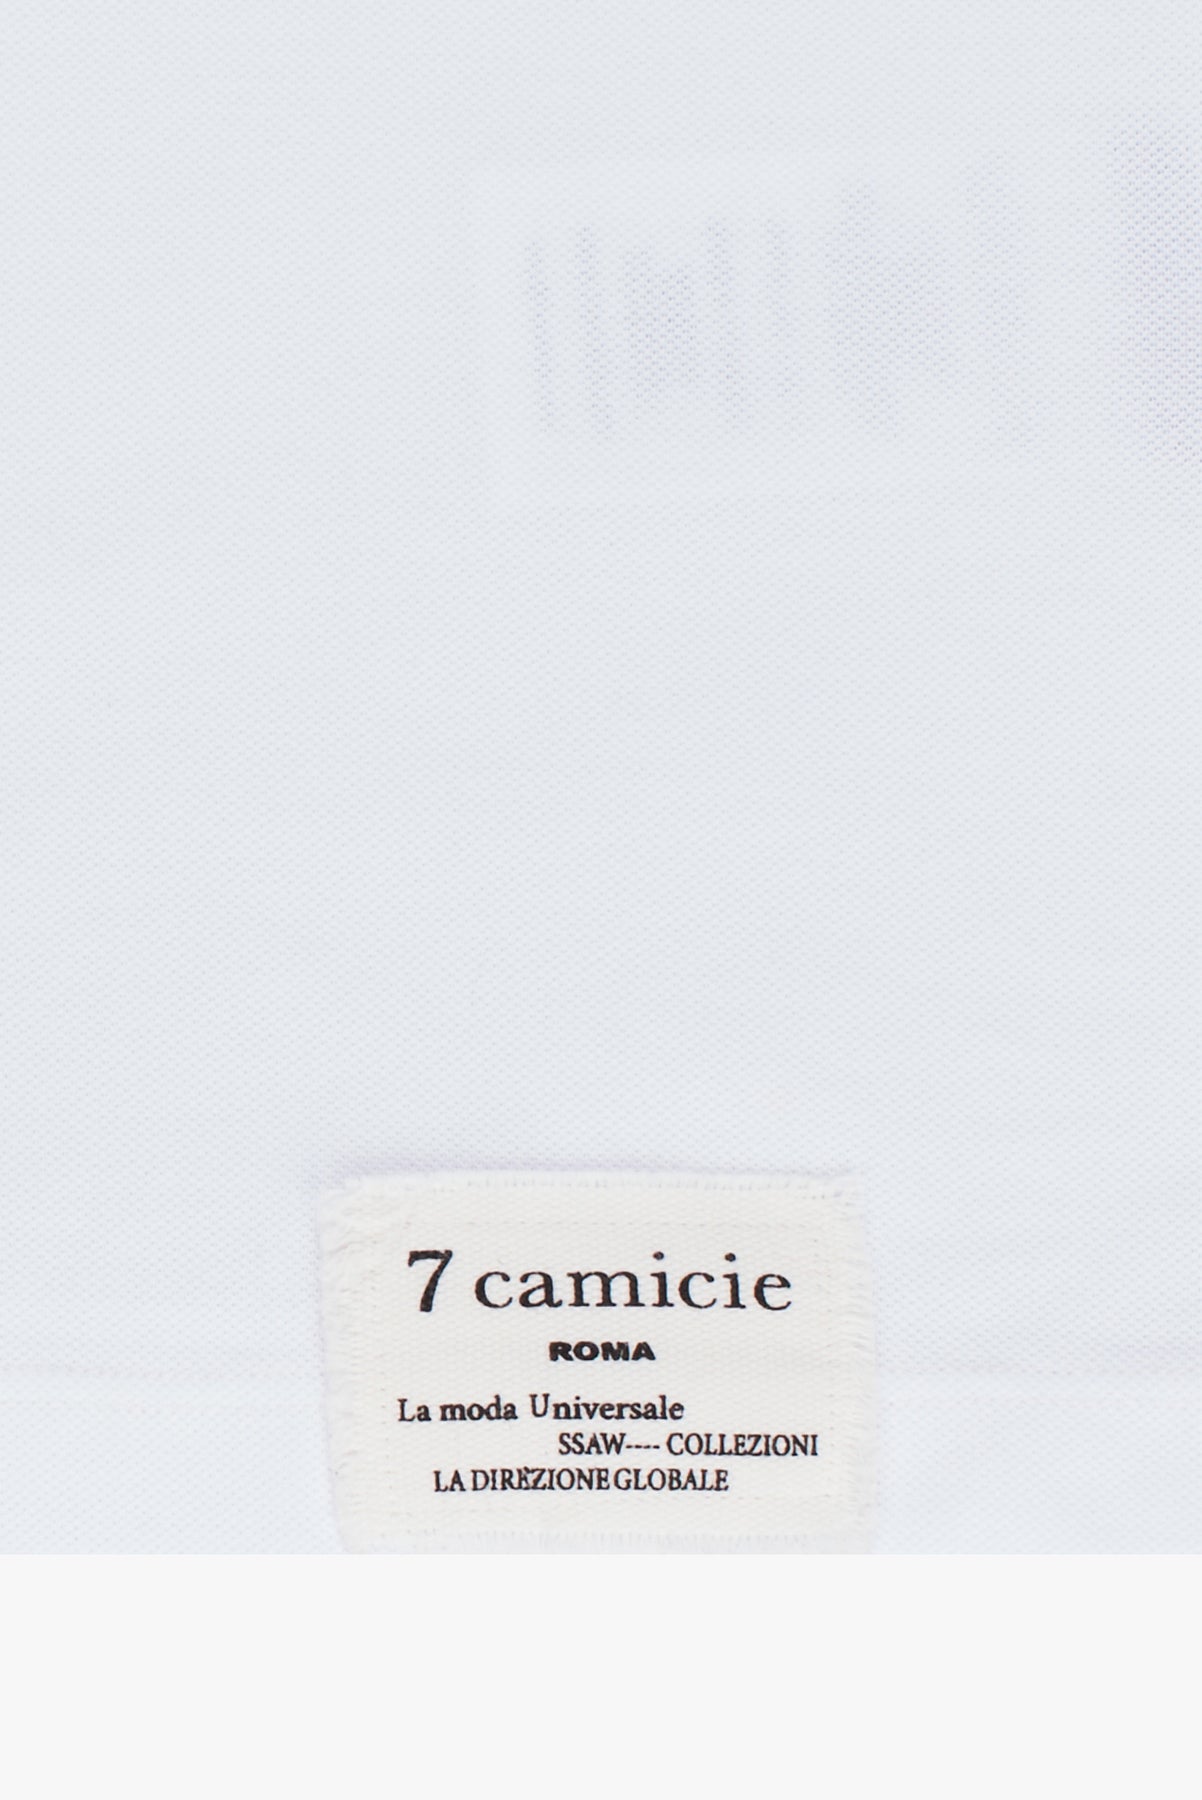 7 camicie
ROMA
La moda Universale
SSAW---- COLLEZIONI
LA DIREZIONE GLOBALE